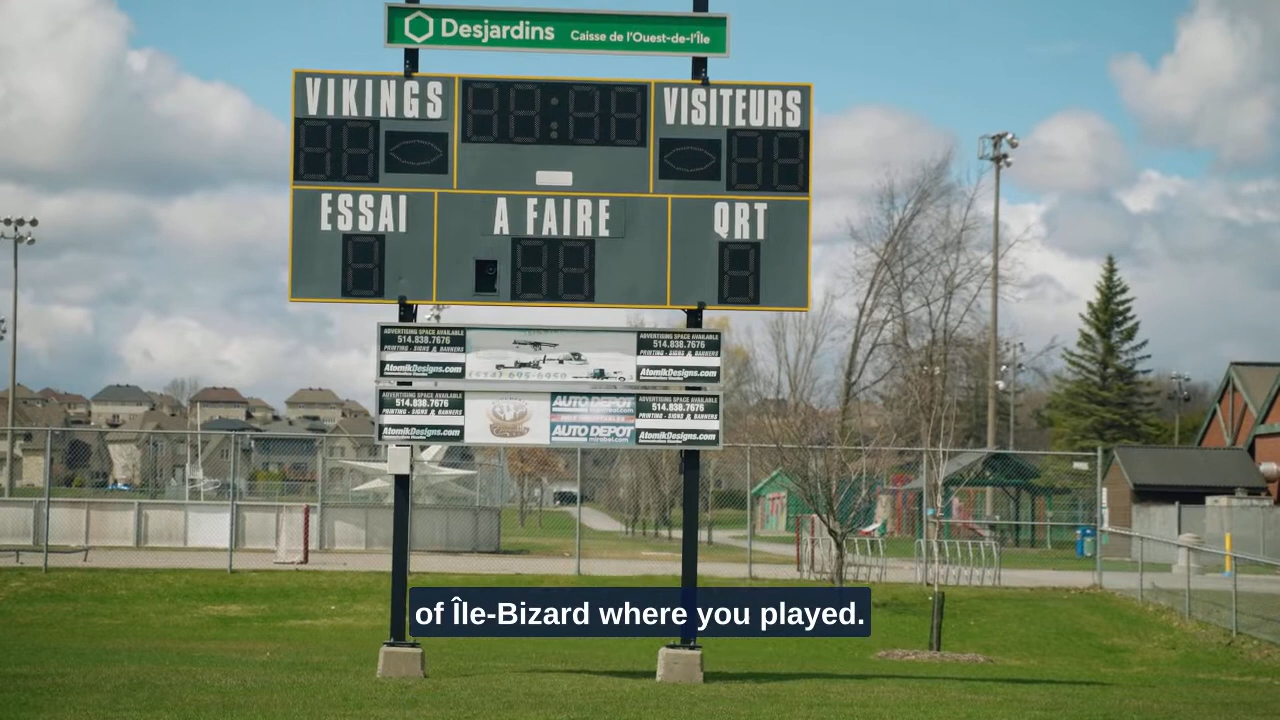 Desjardins Caisse de l'Ouest-de-l'Île
VIKINGS
VISITEURS
ESSAI
A FAIRE
QRT
ADVERTISING SPACE AVAILABLE
514.838.7676
PRINTING - SIGNS & BANNERS
AtomikDesigns.com
ADVERTISING SPACE AVAILABLE
514.838.7676
PRINTING - SIGNS & BANNERS
AtomikDesigns.com
ADVERTISING SPACE AVAILABLE
514.838.7676
PRINTING - SIGNS & BANNERS
AtomikDesigns.com
AUTO DEPOT
AUTO DEPOT
mirabel.com
ADVERTISING SPACE AVAILABLE
514.838.7676
PRINTING - SIGNS & BANNERS
AtomikDesigns.com
of Île-Bizard where you played.